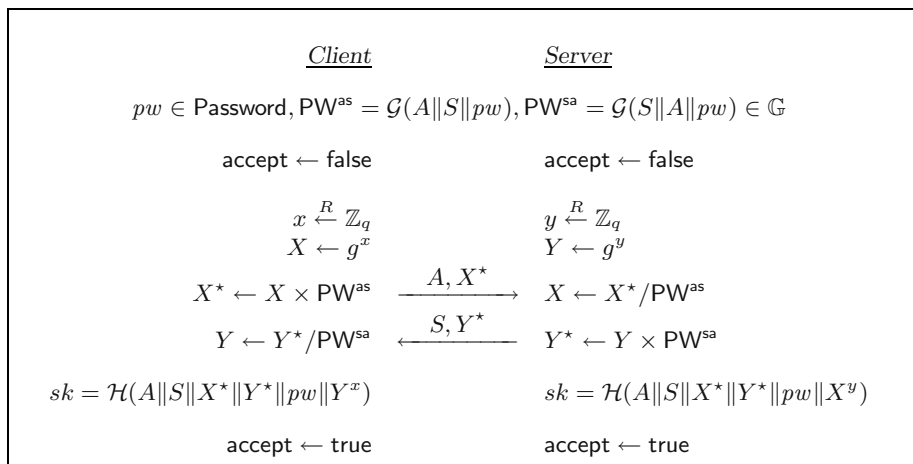 Client Server
pw ∈ Password, PW^as = 𝒢(A‖S‖pw), PW^sa = 𝒢(S‖A‖pw) ∈ 𝔾
accept ← false accept ← false
x ←^R ℤ_q y ←^R ℤ_q
X ← g^x Y ← g^y
X^⋆ ← X × PW^as A, X^⋆ X ← X^⋆/PW^as
Y ← Y^⋆/PW^sa S, Y^⋆ Y^⋆ ← Y × PW^sa
sk = ℋ(A‖S‖X^⋆‖Y^⋆‖pw‖Y^x) sk = ℋ(A‖S‖X^⋆‖Y^⋆‖pw‖X^y)
accept ← true accept ← true